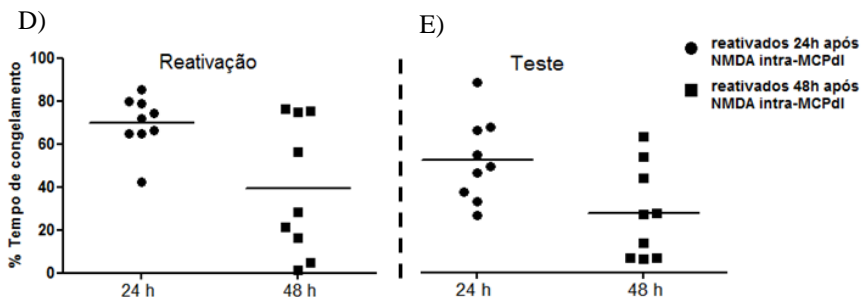 D)
E)
Reativação
Teste
reativados 24h após
NMDA intra-MCPdl
reativados 48h após
NMDA intra-MCPdl
% Tempo de congelamento
100
80
60
40
20
0
24 h
48 h
24 h
48 h